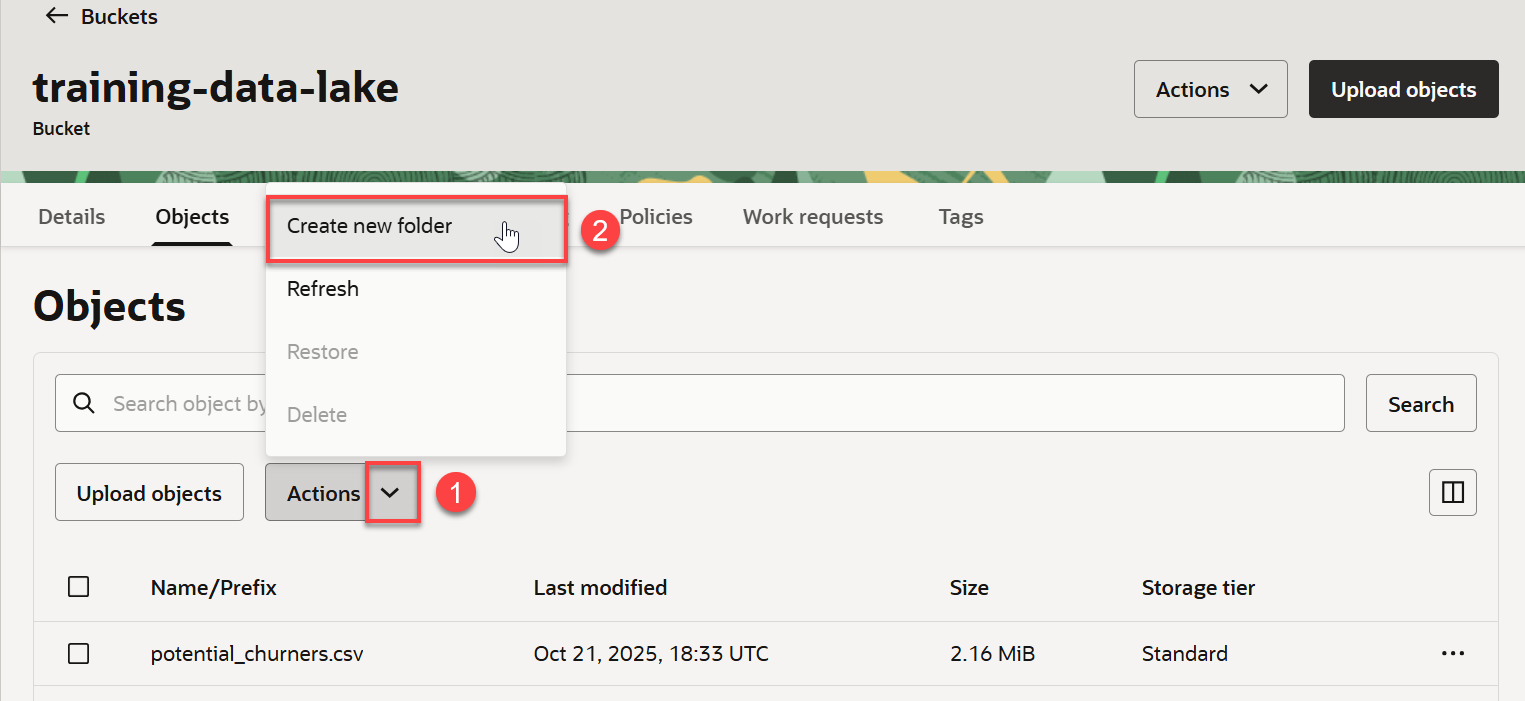 ← Buckets
training-data-lake
Bucket
Actions
Upload objects
Details
Objects
Create new folder
2
Policies
Work requests
Tags
Refresh
Objects
Restore
Search object by
Search
Delete
Upload objects
Actions
1
Name/Prefix
Last modified
Size
Storage tier
potential_churners.csv
Oct 21, 2025, 18:33 UTC
2.16 MiB
Standard